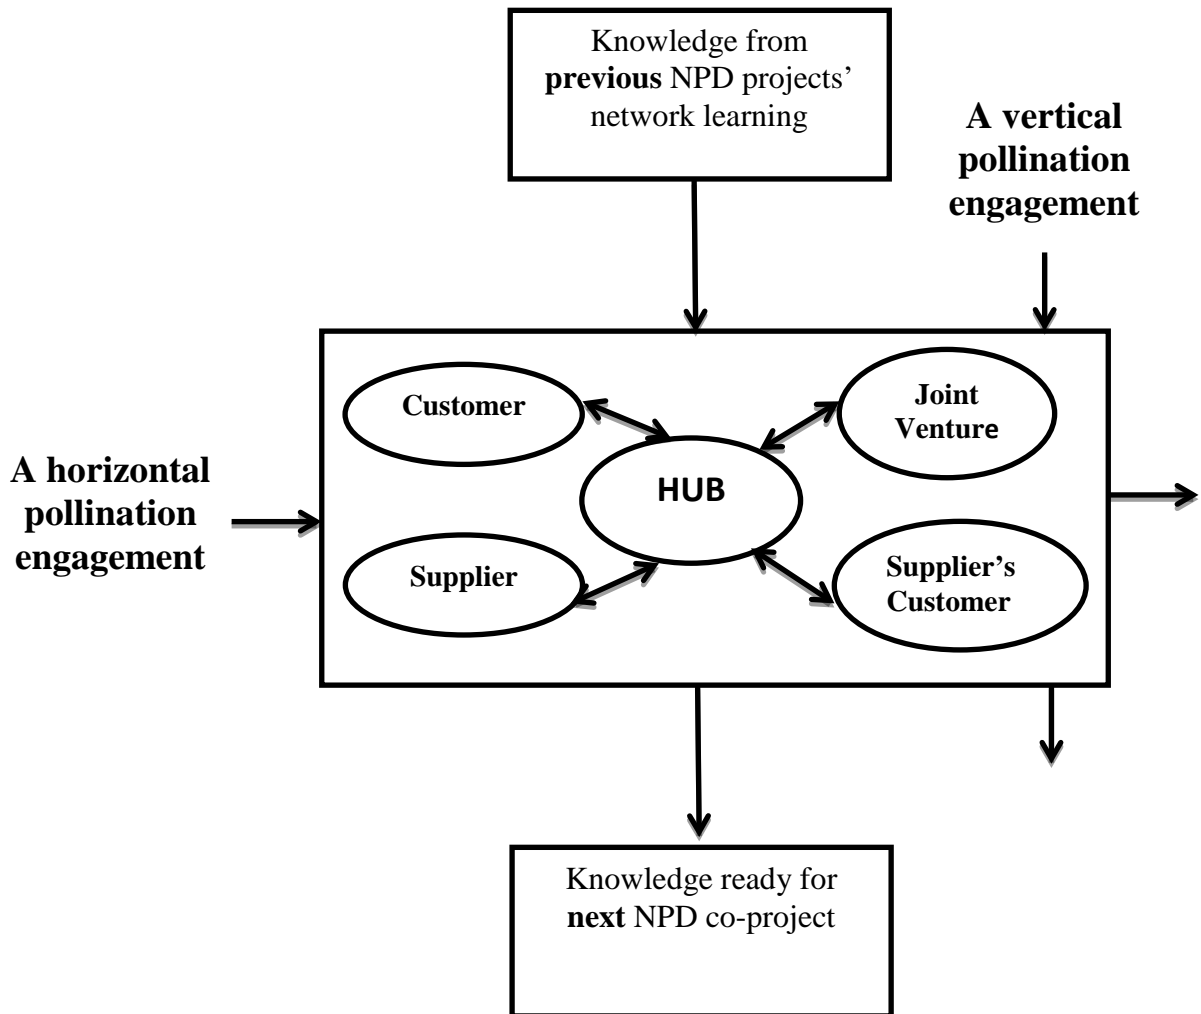 Knowledge from
previous NPD projects’
network learning
A vertical
pollination
engagement
Customer
Joint
Venture
A horizontal
pollination
engagement
HUB
Supplier
Supplier’s
Customer
Knowledge ready for
next NPD co-project